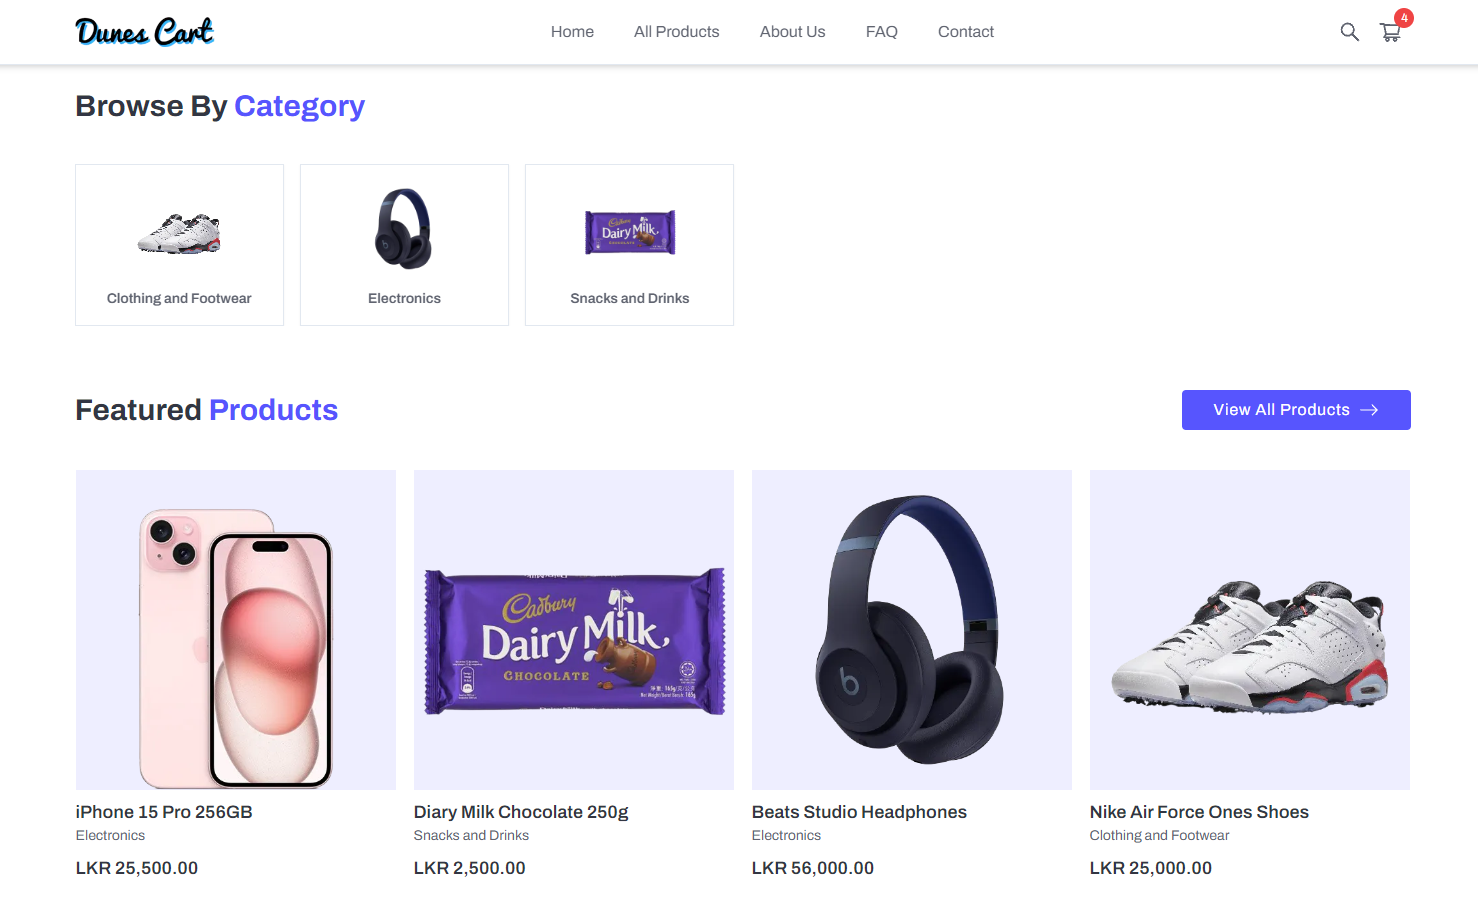 Dunes Cart
Home
All Products
About Us
FAQ
Contact
4
Browse By Category
Cadbury
Dairy Milk
CHOCOLATE
Clothing and Footwear
Electronics
Snacks and Drinks
Featured Products
View All Products
Cadbury
Dairy Milk
CHOCOLATE
b
iPhone 15 Pro 256GB
Electronics
LKR 25,500.00
Diary Milk Chocolate 250g
Snacks and Drinks
LKR 2,500.00
Beats Studio Headphones
Electronics
LKR 56,000.00
Nike Air Force Ones Shoes
Clothing and Footwear
LKR 25,000.00